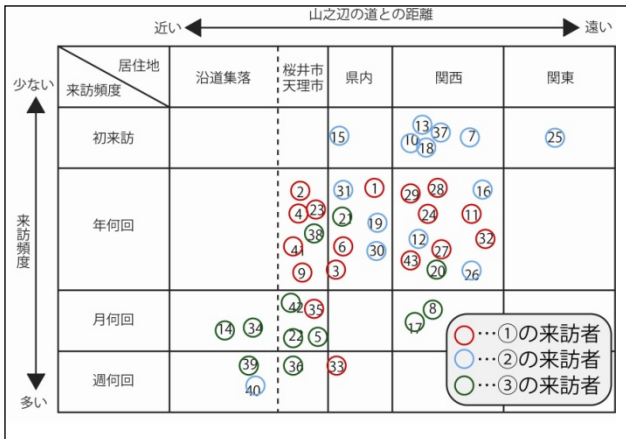 山之辺の道との距離
近い
遠い
居住地
来訪頻度
沿道集落
桜井市
天理市
県内
関西
関東
少ない
来訪頻度
多い
初来訪
15
13
37
10
18
7
25
年何回
2
4
23
38
41
9
31
1
21
19
6
30
3
29
28
16
24
11
12
27
32
43
20
26
月何回
14
34
42
35
22
5
8
17
週何回
39
40
36
33
…①の来訪者
…②の来訪者
…③の来訪者